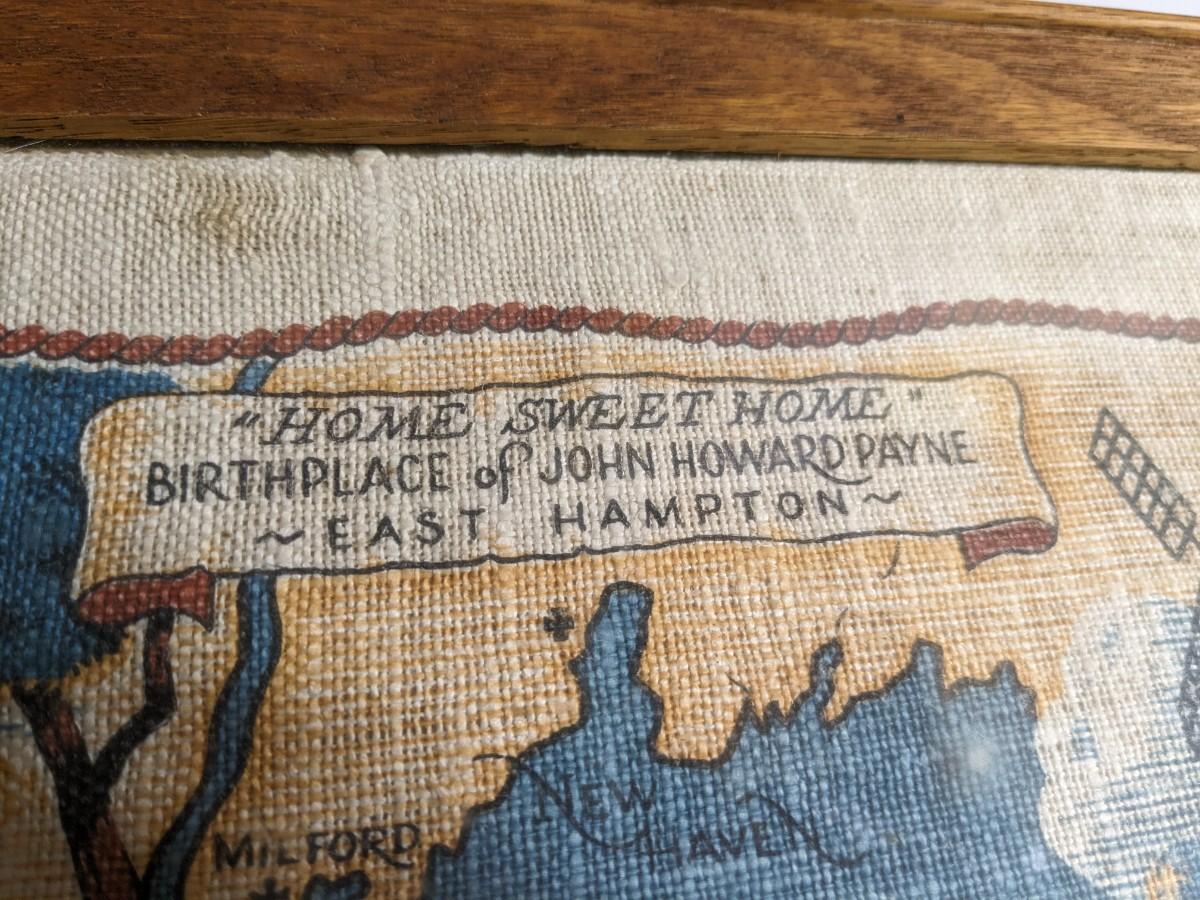 "HOME SWEET HOME"
BIRTHPLACE of JOHN HOWARD PAYNE
~ EAST HAMPTON ~
NEW
HAVEN
MILFORD